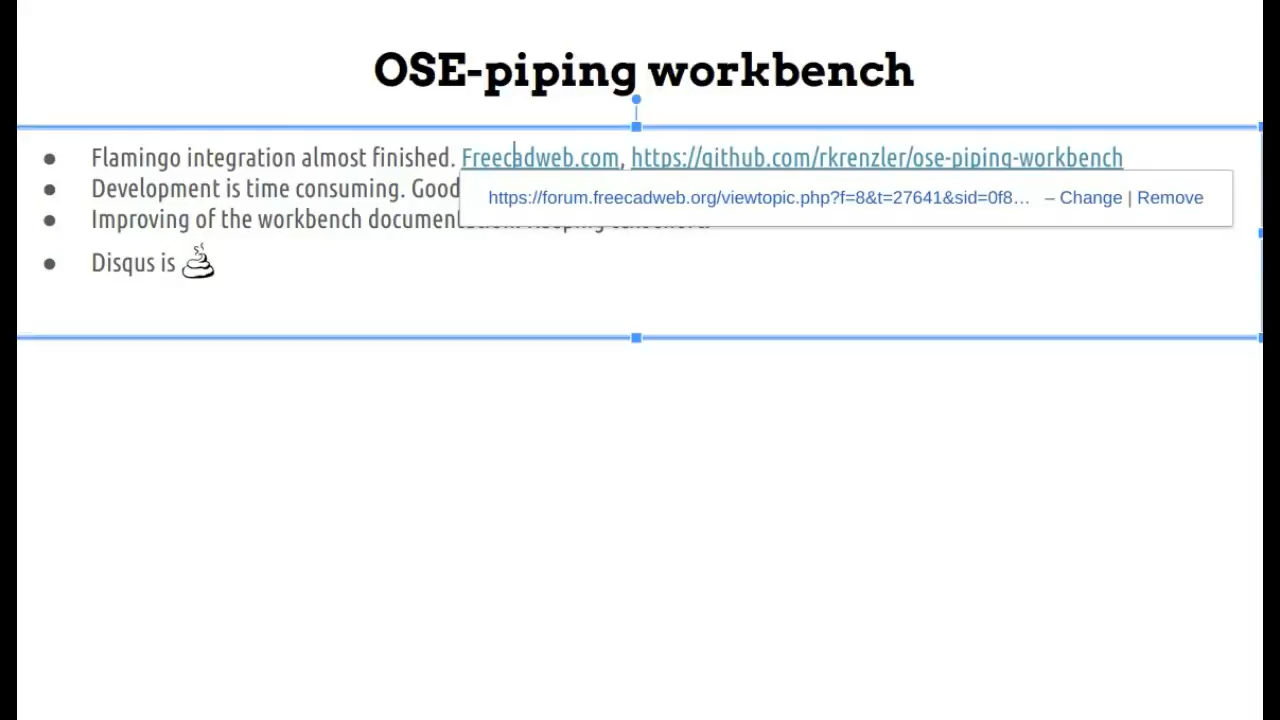 OSE-piping workbench
● Flamingo integration almost finished. Freecadweb.com, https://github.com/rkrenzler/ose-piping-workbench
● Development is time consuming. Good
https://forum.freecadweb.org/viewtopic.php?f=8&t=27641&sid=0f8... – Change | Remove
● Improving of the workbench
● Disqus is